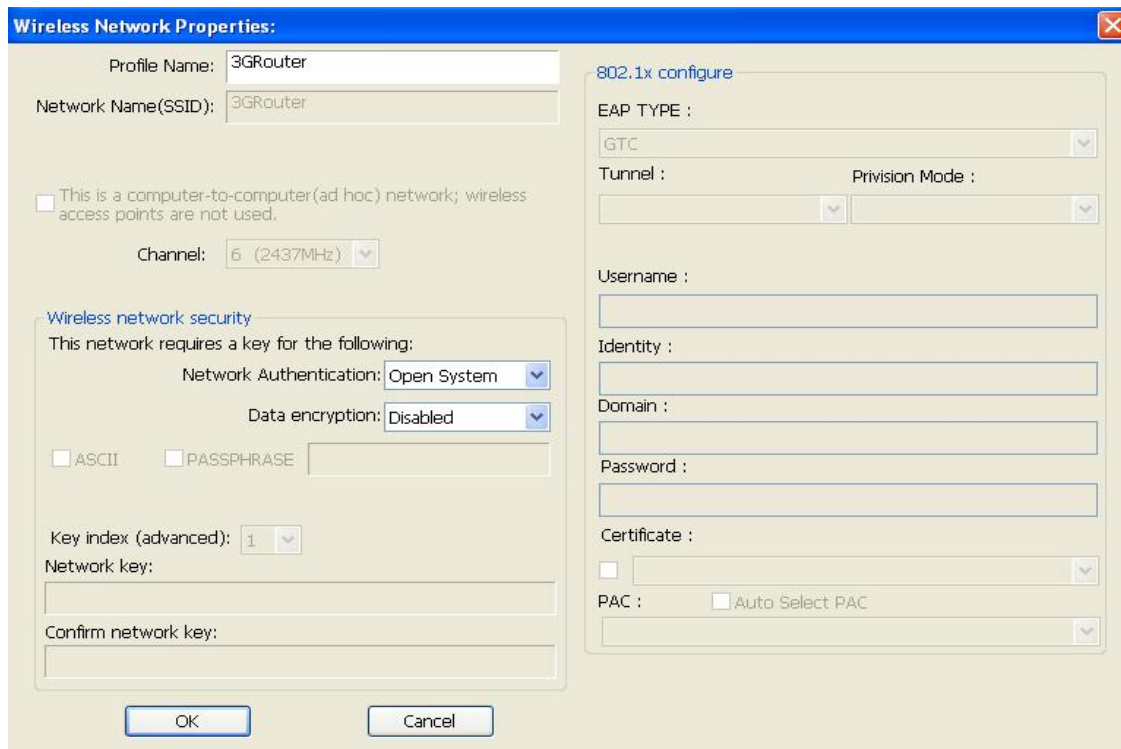 Wireless Network Properties:
Profile Name: 3GRouter
Network Name(SSID): 3GRouter
This is a computer-to-computer(ad hoc) network; wireless
access points are not used.
Channel: 6 (2437MHz)
Wireless network security
This network requires a key for the following:
Network Authentication: Open System
Data encryption: Disabled
ASCII PASSPHRASE
Key index (advanced): 1
Network key:
Confirm network key:
OK Cancel
802.1x configure
EAP TYPE :
GTC
Tunnel : Privision Mode :
Username :
Identity :
Domain :
Password :
Certificate :
PAC : Auto Select PAC